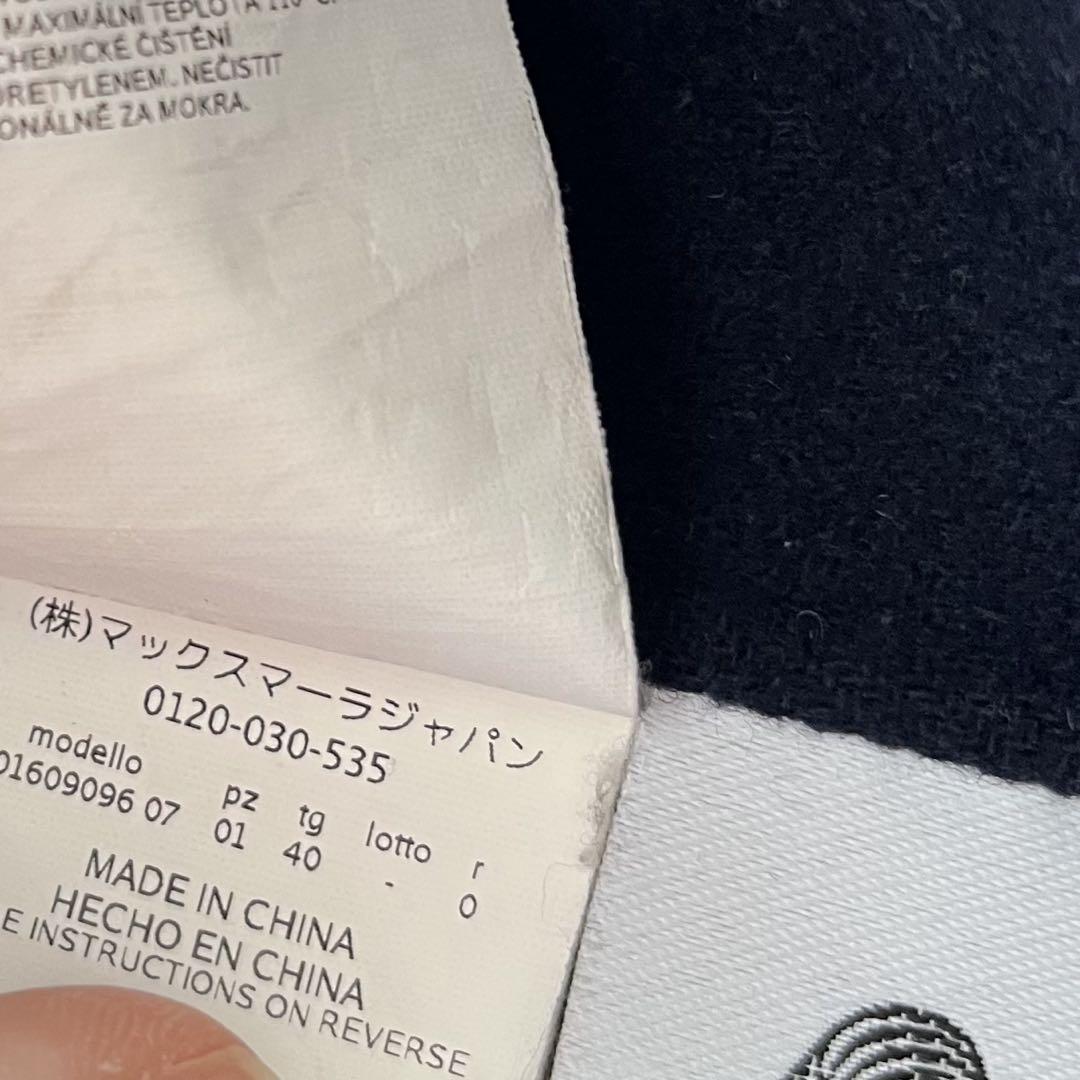 MAXIMÁLNÍ TEPLOTA 110°C.
CHEMICKÉ ČIŠTĚNÍ
NEČISTIT
ZA MOKRA.
(株)マックスマーラジャパン
0120-030-535
modello pz tg lotto r
01609096 07 01 40 - 0
MADE IN CHINA
HECHO EN CHINA
INSTRUCTIONS ON REVERSE